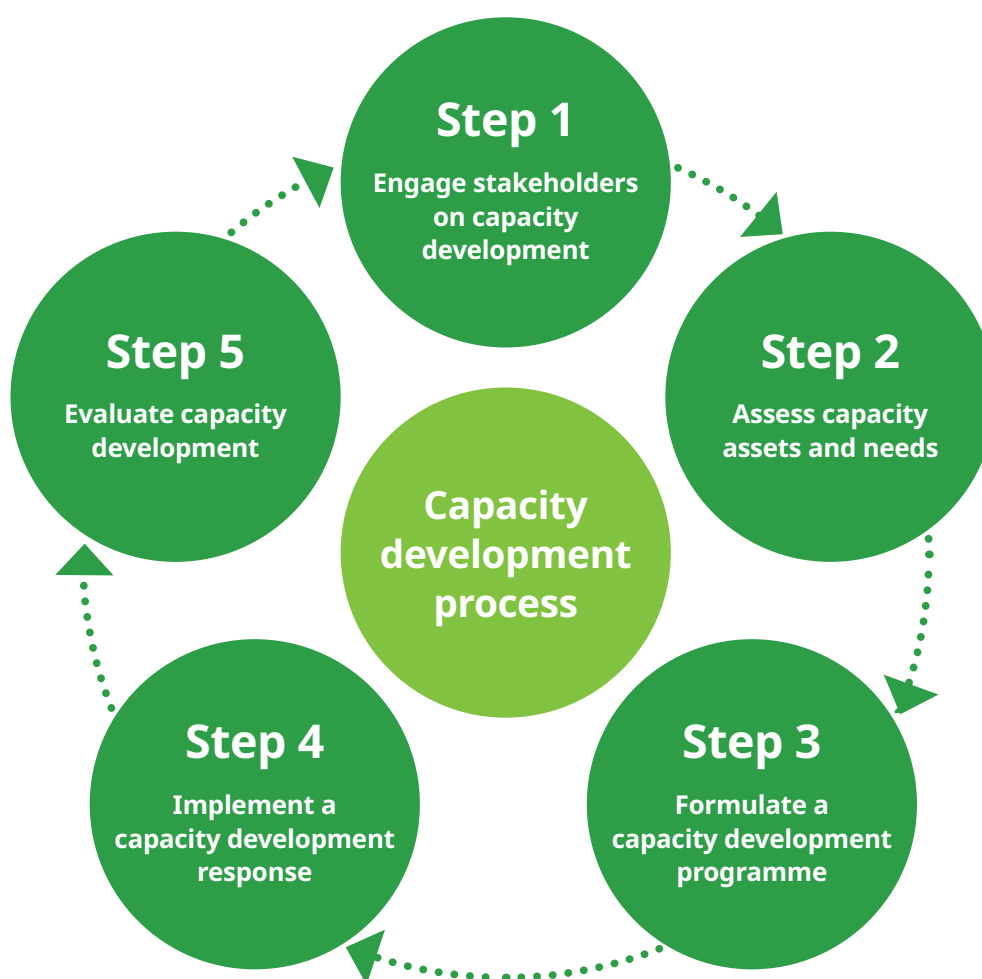 Step 1
Engage stakeholders
on capacity
development
Step 2
Assess capacity
assets and needs
Step 3
Formulate a
capacity development
programme
Step 4
Implement a
capacity development
response
Step 5
Evaluate capacity
development
Capacity
development
process